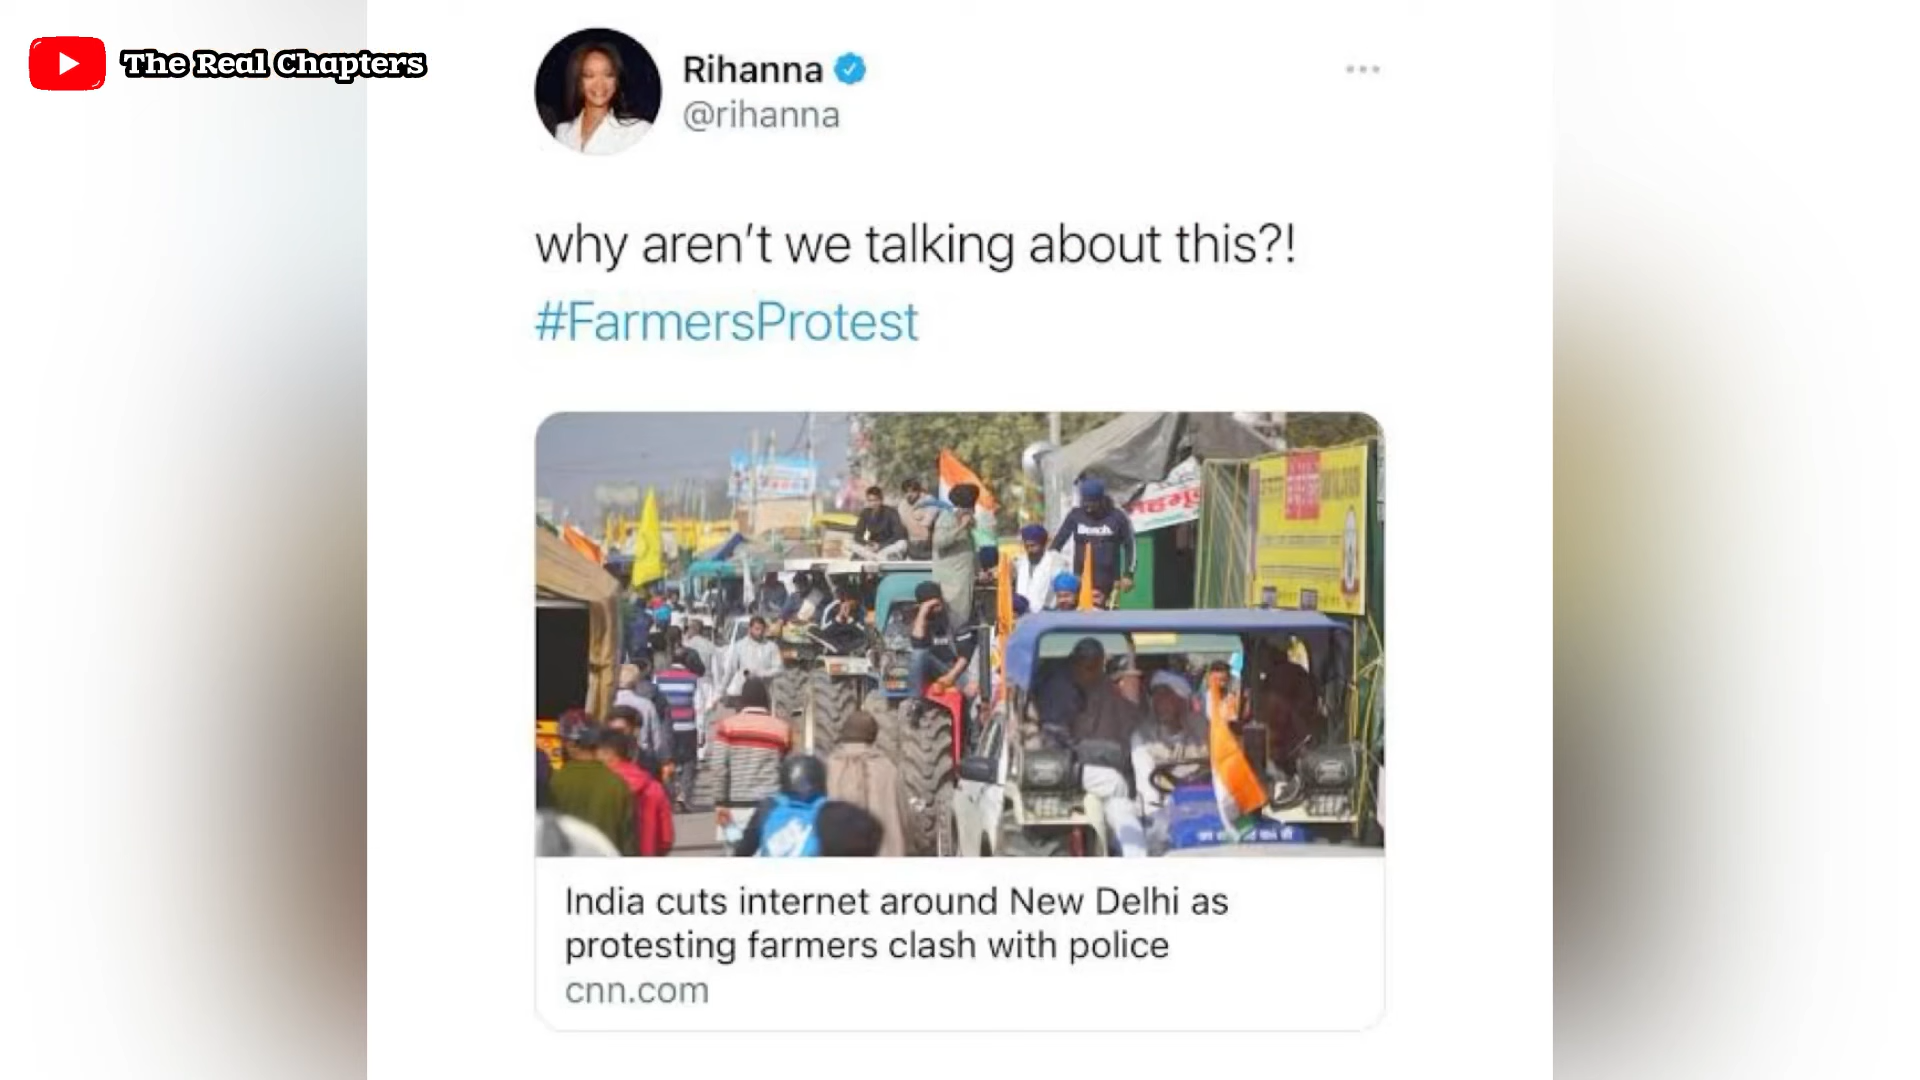 The Real Chapters
Rihanna
@rihanna
why aren't we talking about this?!
#FarmersProtest
Bench.
India cuts internet around New Delhi as
protesting farmers clash with police
cnn.com